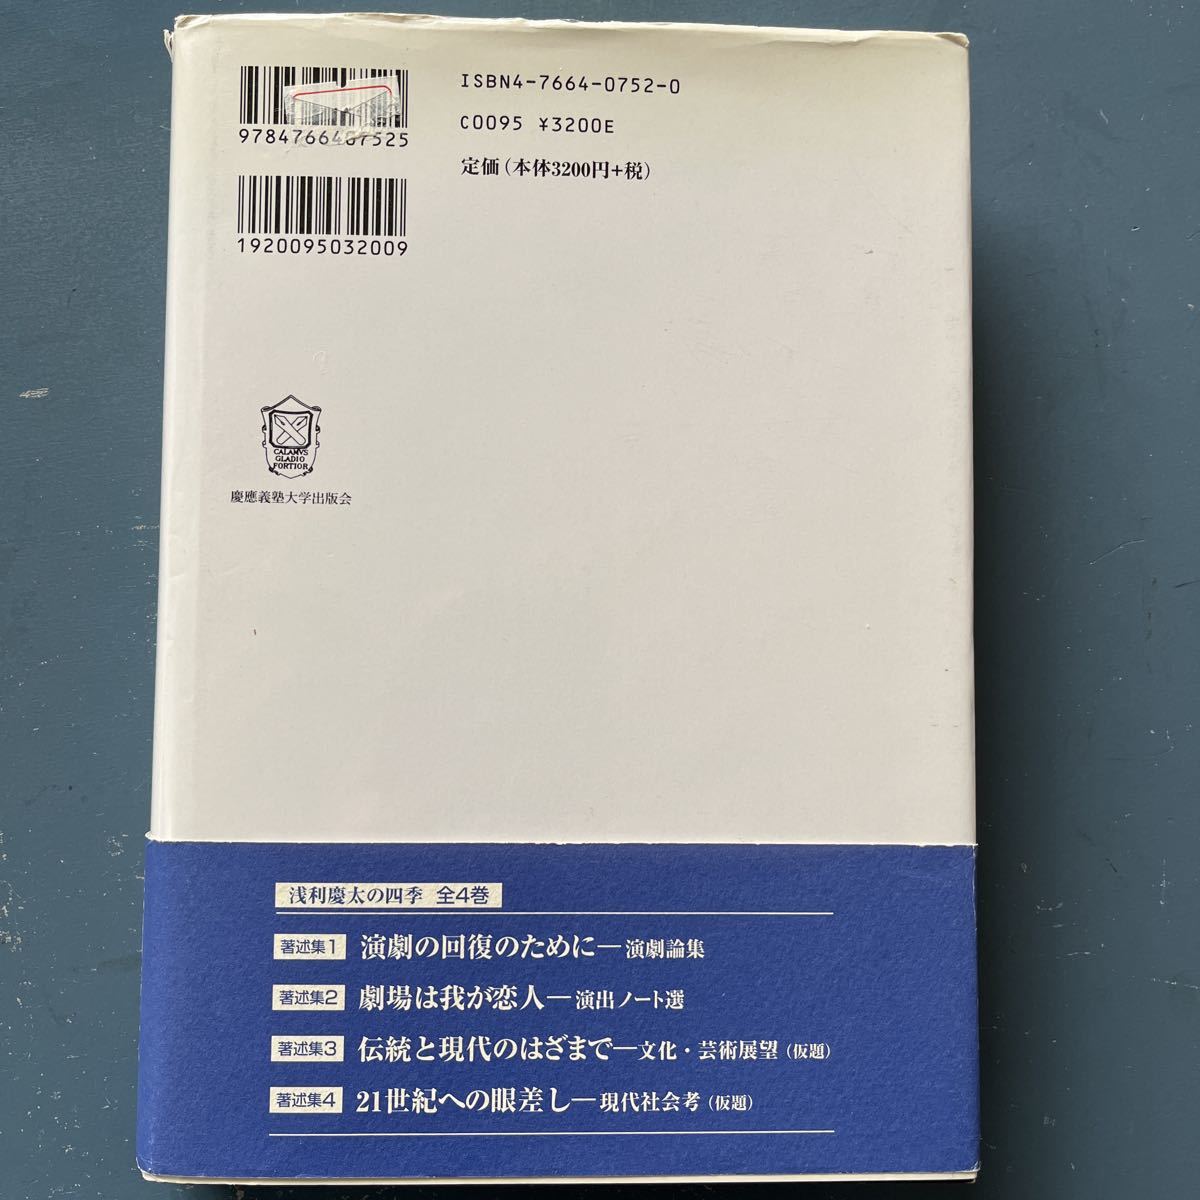 ISBN4-7664-0752-0
9784766407525
C0095 ¥3200E
定価(本体3200円+税)
1920095032009
CALAMVS
GLADIO
FORTIOR
慶應義塾大学出版会
浅利慶太の四季 全4巻
著述集1 演劇の回復のために─演劇論集
著述集2 劇場は我が恋人─演出ノート選
著述集3 伝統と現代のはざまで─文化・芸術展望(仮題)
著述集4 21世紀への眼差し─現代社会考(仮題)